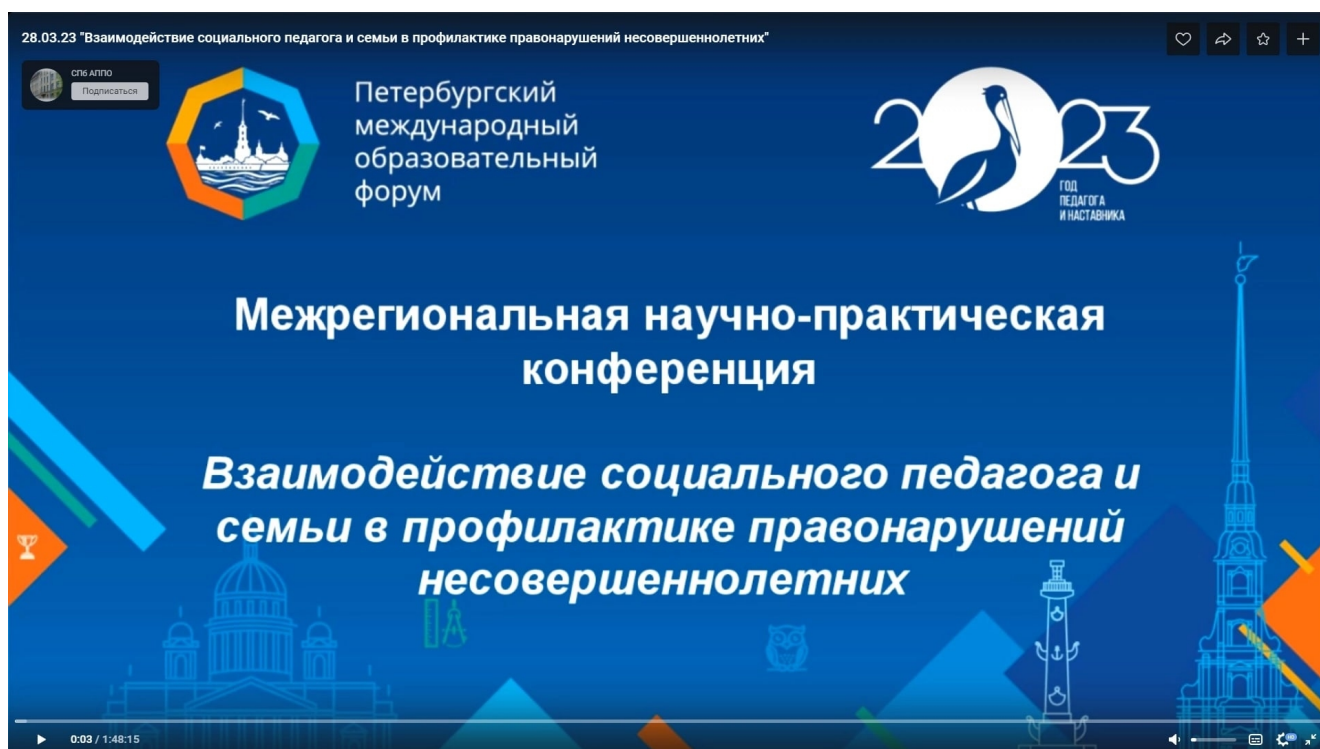 28.03.23 "Взаимодействие социального педагога и семьи в профилактике правонарушений несовершеннолетних"
СПб АППО
Подписаться
Петербургский
международный
образовательный
форум
2023
ГОД
ПЕДАГОГА
И НАСТАВНИКА
Межрегиональная научно-практическая
конференция
Взаимодействие социального педагога и
семьи в профилактике правонарушений
несовершеннолетних
0:03 / 1:48:15
HD